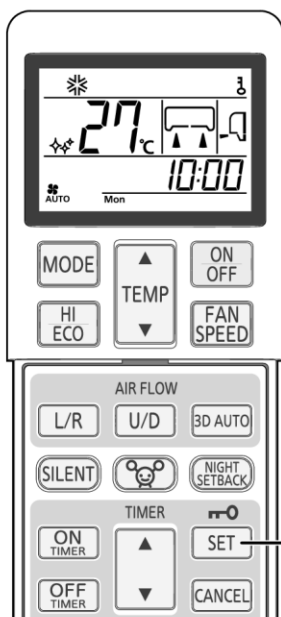 27°C
10:00
AUTO Mon
MODE
TEMP
ON
OFF
HI
ECO
FAN
SPEED
AIR FLOW
L/R
U/D
3D AUTO
SILENT
NIGHT
SETBACK
TIMER
ON
TIMER
SET
OFF
TIMER
CANCEL